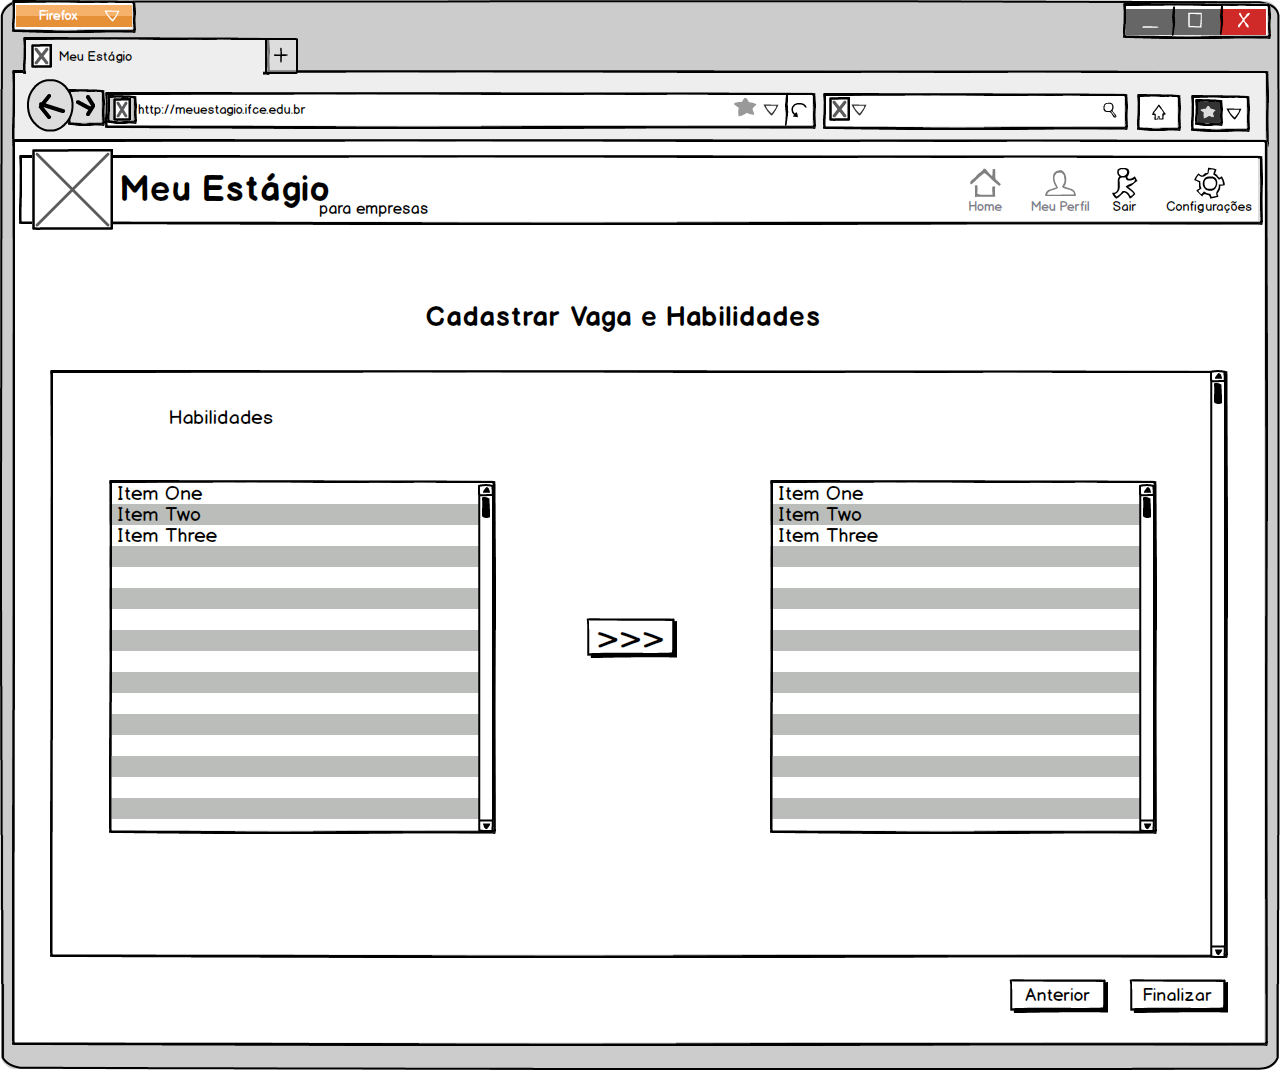 Firefox
Meu Estágio
http://meuestagio.ifce.edu.br
Meu Estágio
para empresas
Home
Meu Perfil
Sair
Configurações
Cadastrar Vaga e Habilidades
Habilidades
Item One
Item Two
Item Three
>>>
Item One
Item Two
Item Three
Anterior
Finalizar